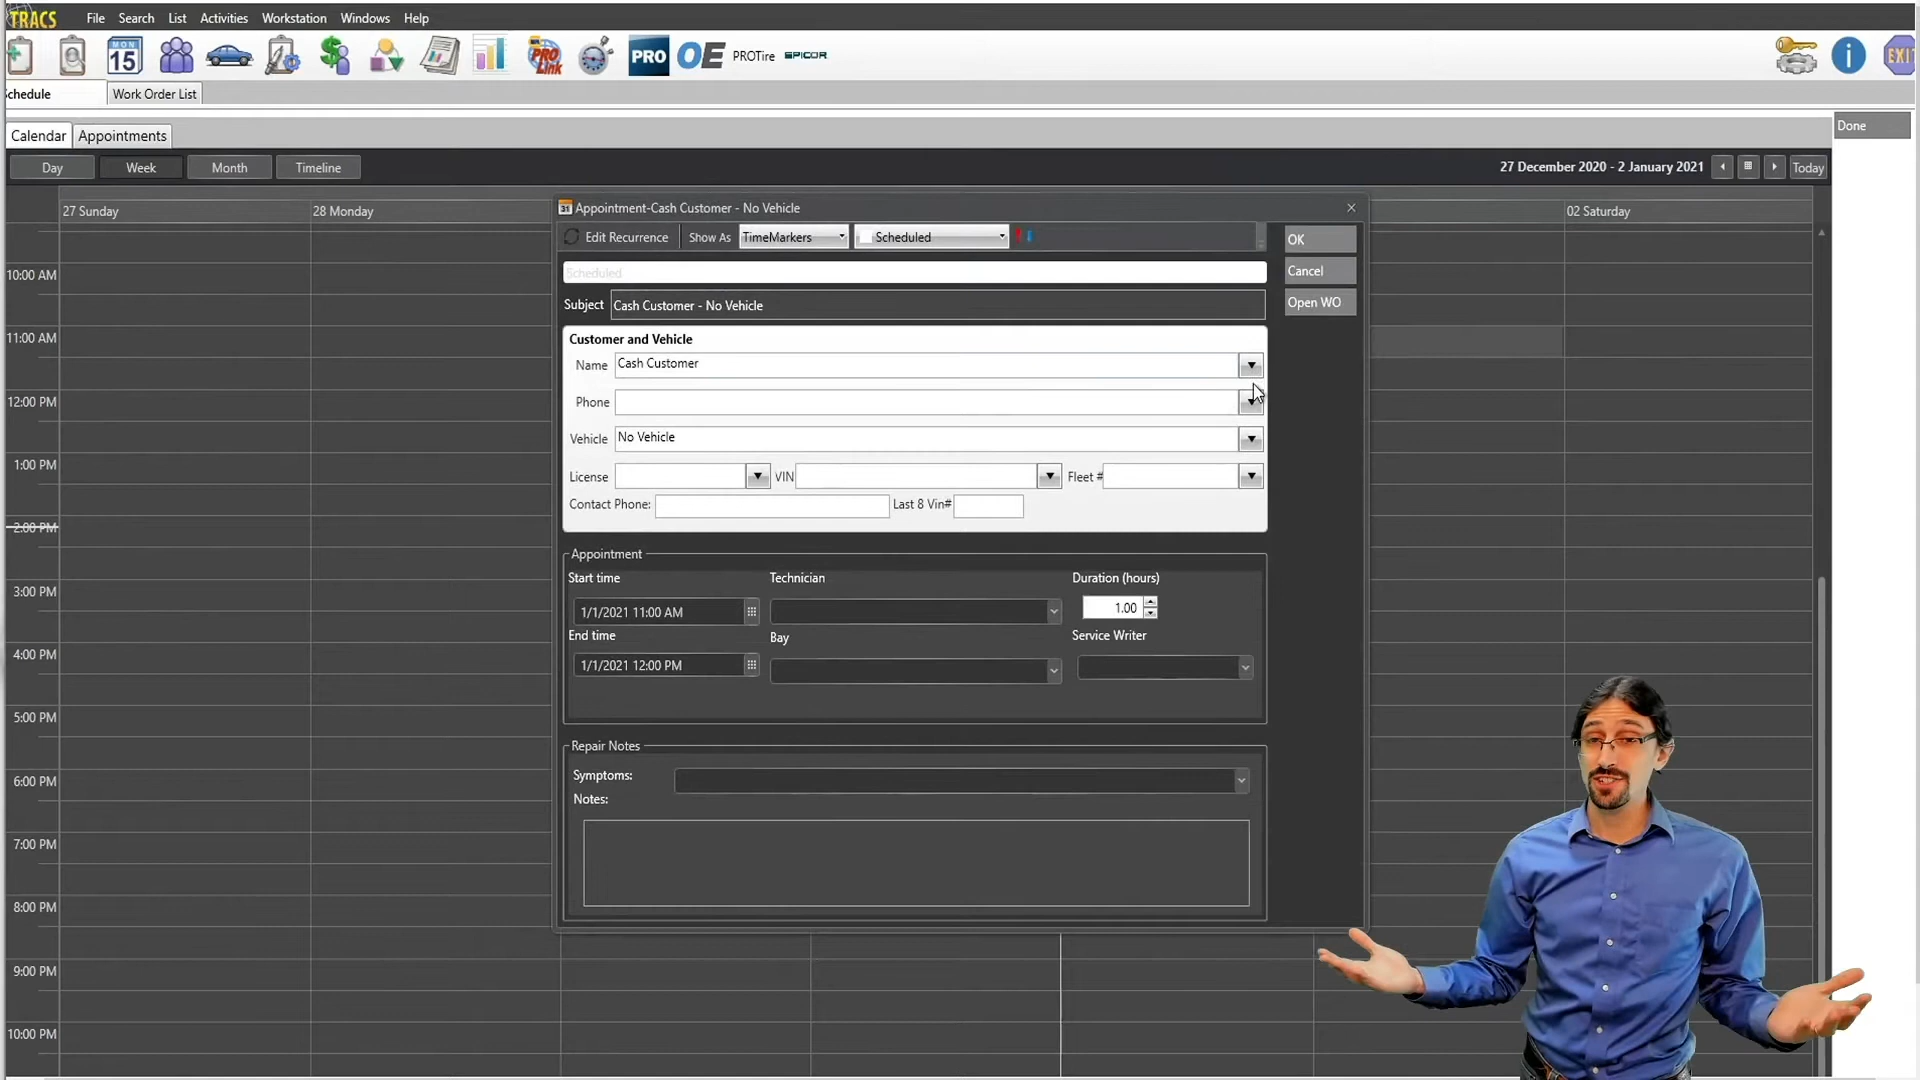 TRACS File Search List Activities Workstation Windows Help
MON 15 PRO Link PRO OE PROTire EPICOR i EXIT
Schedule Work Order List
Calendar Appointments Done
Day Week Month Timeline 27 December 2020 - 2 January 2021 Today
27 Sunday 28 Monday 02 Saturday
31 Appointment-Cash Customer - No Vehicle
Edit Recurrence Show As TimeMarkers Scheduled OK
Scheduled Cancel
Subject Cash Customer - No Vehicle Open WO
Customer and Vehicle
Name Cash Customer
Phone
Vehicle No Vehicle
License VIN Fleet #
Contact Phone: Last 8 Vin#
Appointment
Start time Technician Duration (hours)
1/1/2021 11:00 AM 1.00
End time Bay Service Writer
1/1/2021 12:00 PM
Repair Notes
Symptoms:
Notes:
10:00 AM
11:00 AM
12:00 PM
1:00 PM
2:00 PM
3:00 PM
4:00 PM
5:00 PM
6:00 PM
7:00 PM
8:00 PM
9:00 PM
10:00 PM